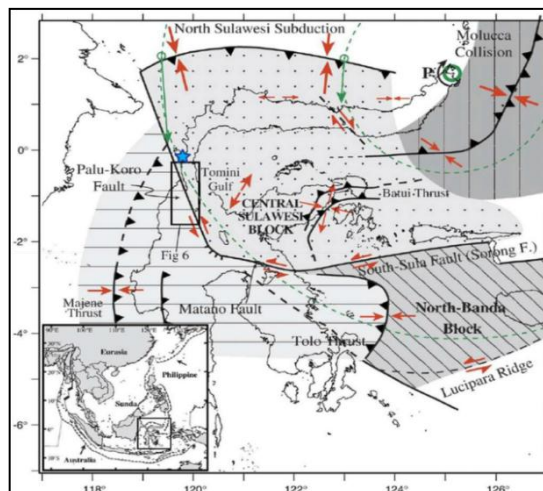 North Sulawesi Subduction
Molucca
Collision
P
2°
0°
-2°
-4°
-6°
Palu-Koro
Fault
Tomini
Gulf
CENTRAL
SULAWESI
BLOCK
Batui-Thrust
Fig 6
South-Sula Fault (Sorong F.)
Majene
Thrust
Matano Fault
North-Banda
Block
Tolo Thrust
Lucipara Ridge
Eurasia
Philippine
Sunda
Australia
118°
120°
122°
124°
126°